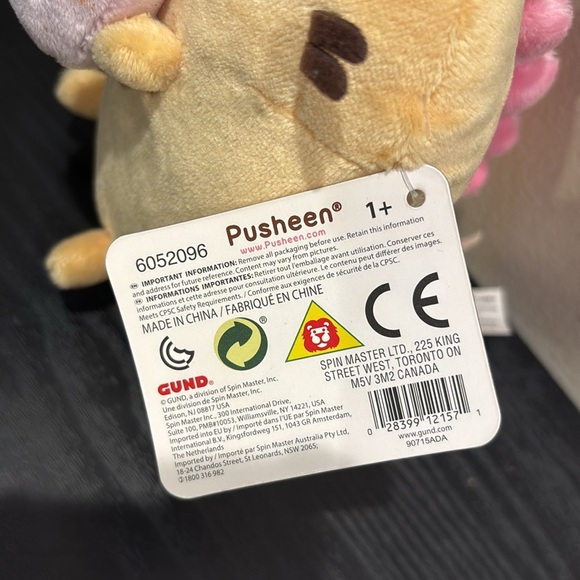 Pusheen® 1+
www.Pusheen.com
6052096
IMPORTANT INFORMATION: Remove all packaging before use. Retain this information
and address for future reference. Content may vary from pictures.
INFORMATIONS IMPORTANTES: Retirer tout l'emballage avant utilisation. Conserver ces
informations et cette adresse pour consultation ultérieure. Le contenu peut différer des images.
Meets CPSC Safety Requirements. / Conforme aux exigences de sécurité de la CPSC.
MADE IN CHINA / FABRIQUÉ EN CHINE
CE
GUND®
© GUND, a division of Spin Master, Inc.
Une division de Spin Master, Inc.
Edison, NJ 08817 USA
Spin Master Inc., 300 International Drive,
Suite 100, PMB#10053, Williamsville, NY 14221, USA
Imported into EU by / Importé dans l'UE par Spin Master
International B.V., Kingsfordweg 151, 1043 GR Amsterdam,
The Netherlands
Imported by / Importé par Spin Master Australia Pty Ltd,
18-24 Chandos Street, St Leonards, NSW 2065;
1800 316 982
SPIN MASTER LTD., 225 KING
STREET WEST, TORONTO ON
M5V 3M2 CANADA
0 28399 12157 1
www.gund.com
90715ADA